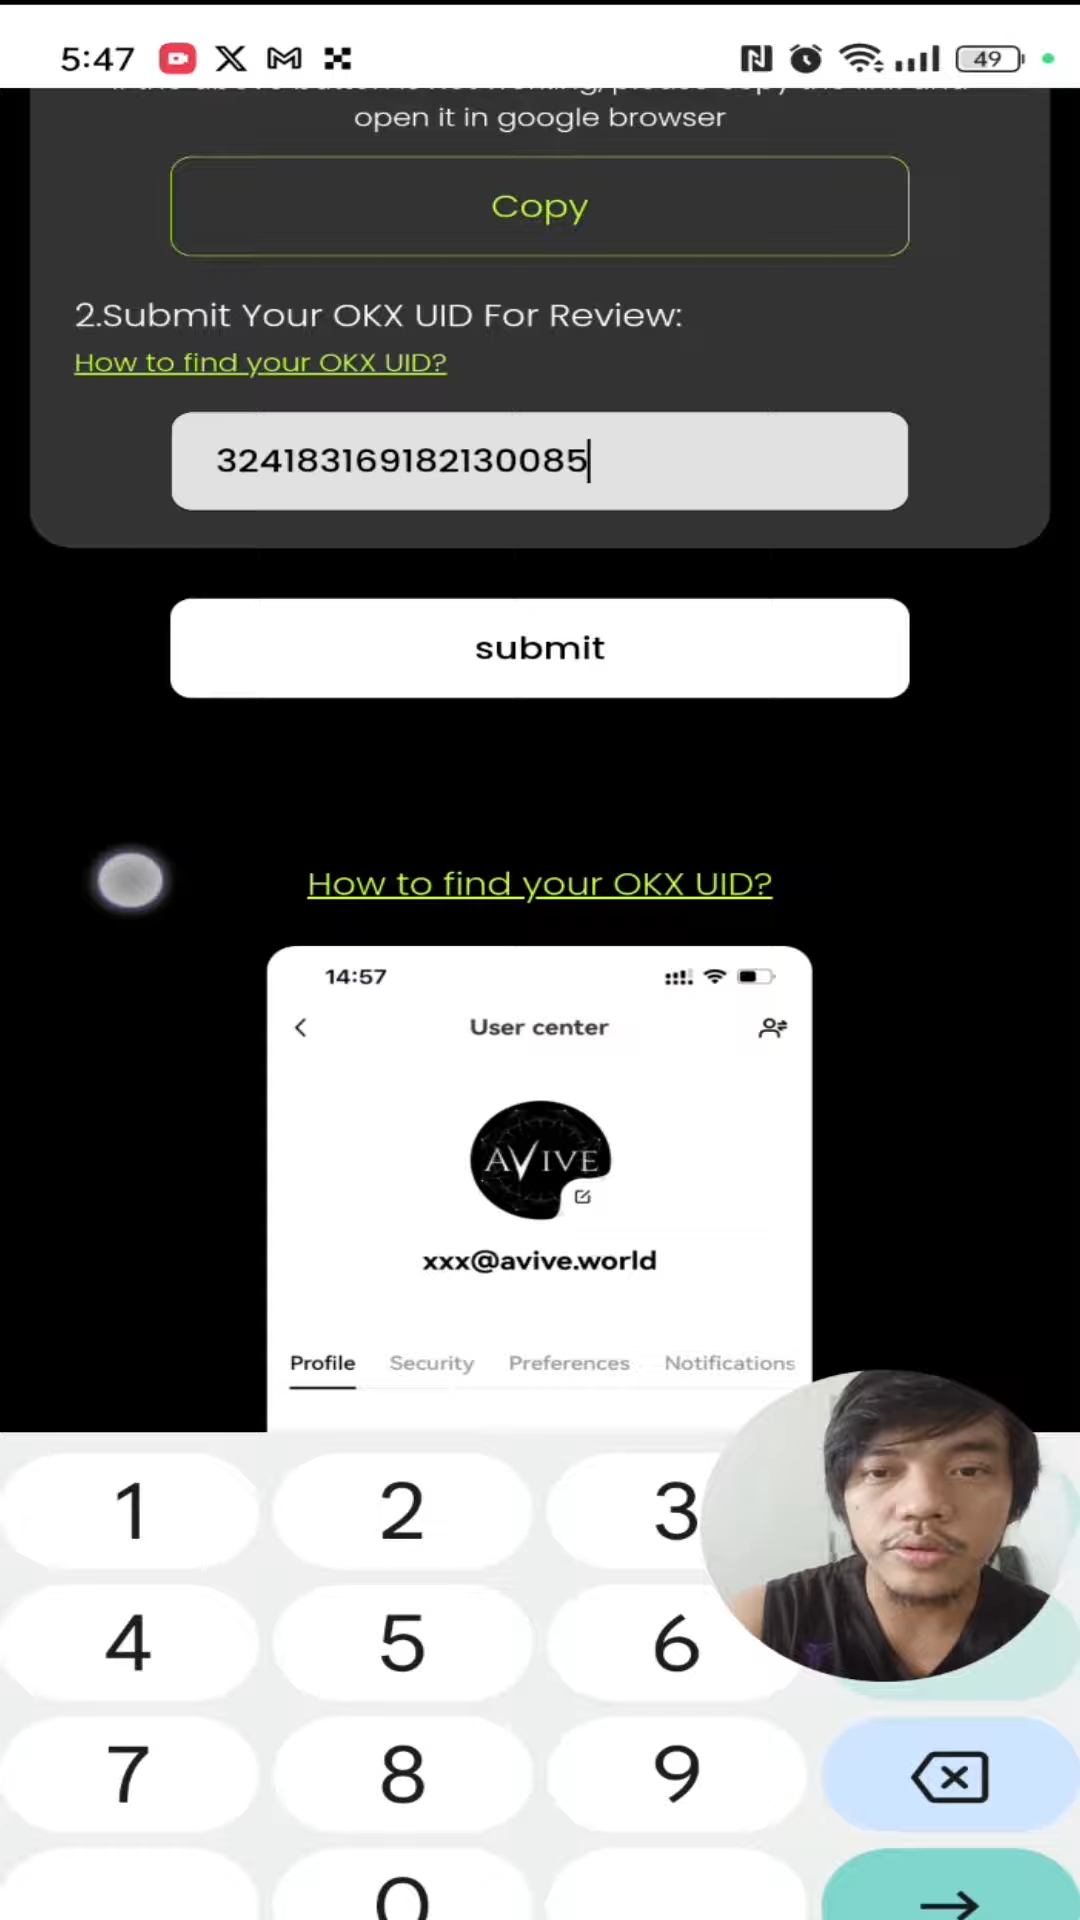 5:47
49
open it in google browser
Copy
2.Submit Your OKX UID For Review:
How to find your OKX UID?
324183169182130085
submit
How to find your OKX UID?
14:57
User center
AVIVE
xxx@avive.world
Profile Security Preferences Notifications
1 2 3
4 5 6
7 8 9
0